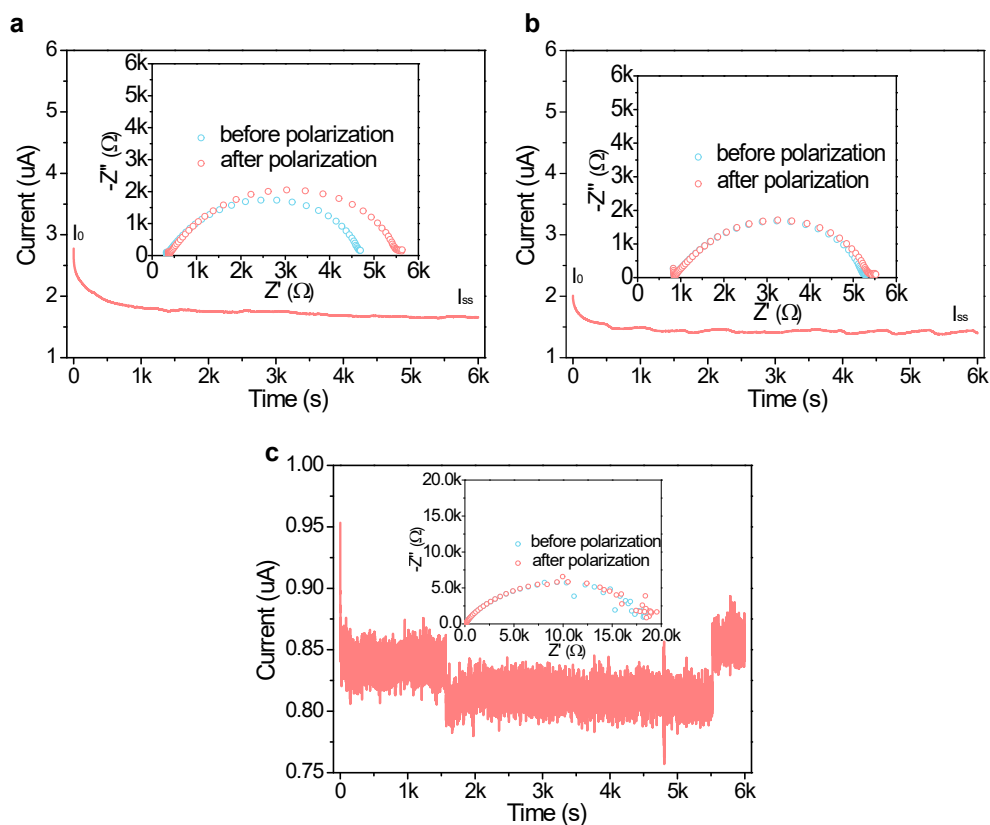 a
6
5
4
3
2
1
Current (uA)
0
1k
2k
3k
4k
5k
6k
Time (s)
I0
Iss
6k
5k
4k
3k
2k
1k
0
-Z" (Ω)
0
1k
2k
3k
4k
5k
6k
Z' (Ω)
before polarization
after polarization
b
6
5
4
3
2
1
Current (uA)
0
1k
2k
3k
4k
5k
6k
Time (s)
I0
Iss
6k
5k
4k
3k
2k
1k
0
-Z" (Ω)
0
1k
2k
3k
4k
5k
6k
Z' (Ω)
before polarization
after polarization
c
1.00
0.95
0.90
0.85
0.80
0.75
Current (uA)
0
1k
2k
3k
4k
5k
6k
Time (s)
20.0k
15.0k
10.0k
5.0k
0.0
-Z" (Ω)
0.0
5.0k
10.0k
15.0k
20.0k
Z' (Ω)
before polarization
after polarization